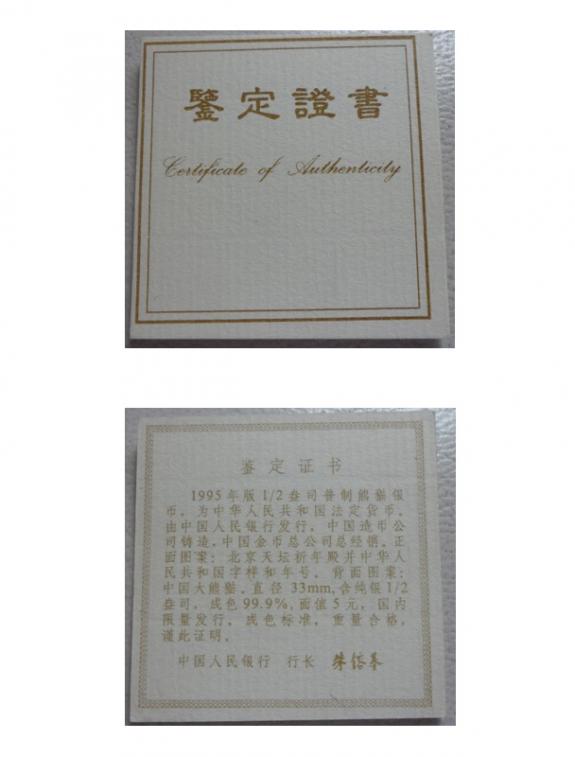 鑒定證書
Certificate of Authenticity
鉴定证书
1995年版1/2盎司普制熊猫银
币，为中华人民共和国法定货币。
由中国人民银行发行，中国造币公
司铸造，中国金币总公司总经销。正
面图案：北京天坛祈年殿并中华人
民共和国字样和年号。背面图案：
中国大熊猫。直径33mm,含纯银1/2
盎司，成色99.9%,面值5元，国内
限量发行。成色标准，重量合格，
谨此证明。
中国人民银行 行长 朱镕基